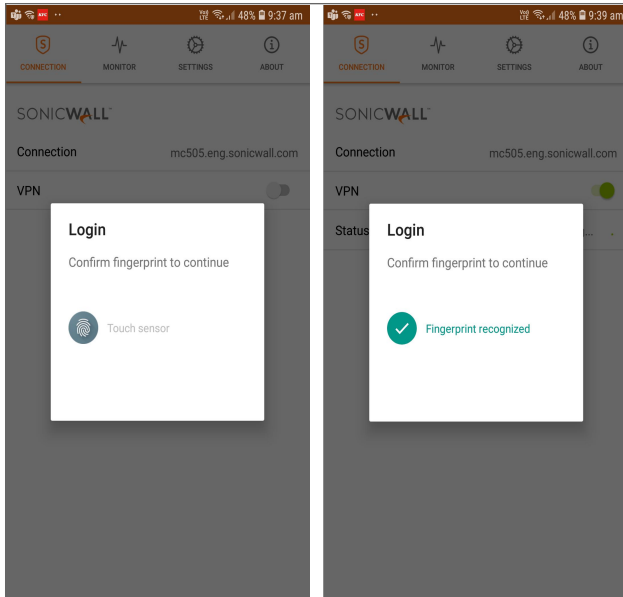 48% 9:37 am
CONNECTION MONITOR SETTINGS ABOUT
SONICWALL
Connection mc505.eng.sonicwall.com
VPN
Login
Confirm fingerprint to continue
Touch sensor
48% 9:39 am
CONNECTION MONITOR SETTINGS ABOUT
SONICWALL
Connection mc505.eng.sonicwall.com
VPN
Status
Login
Confirm fingerprint to continue
Fingerprint recognized